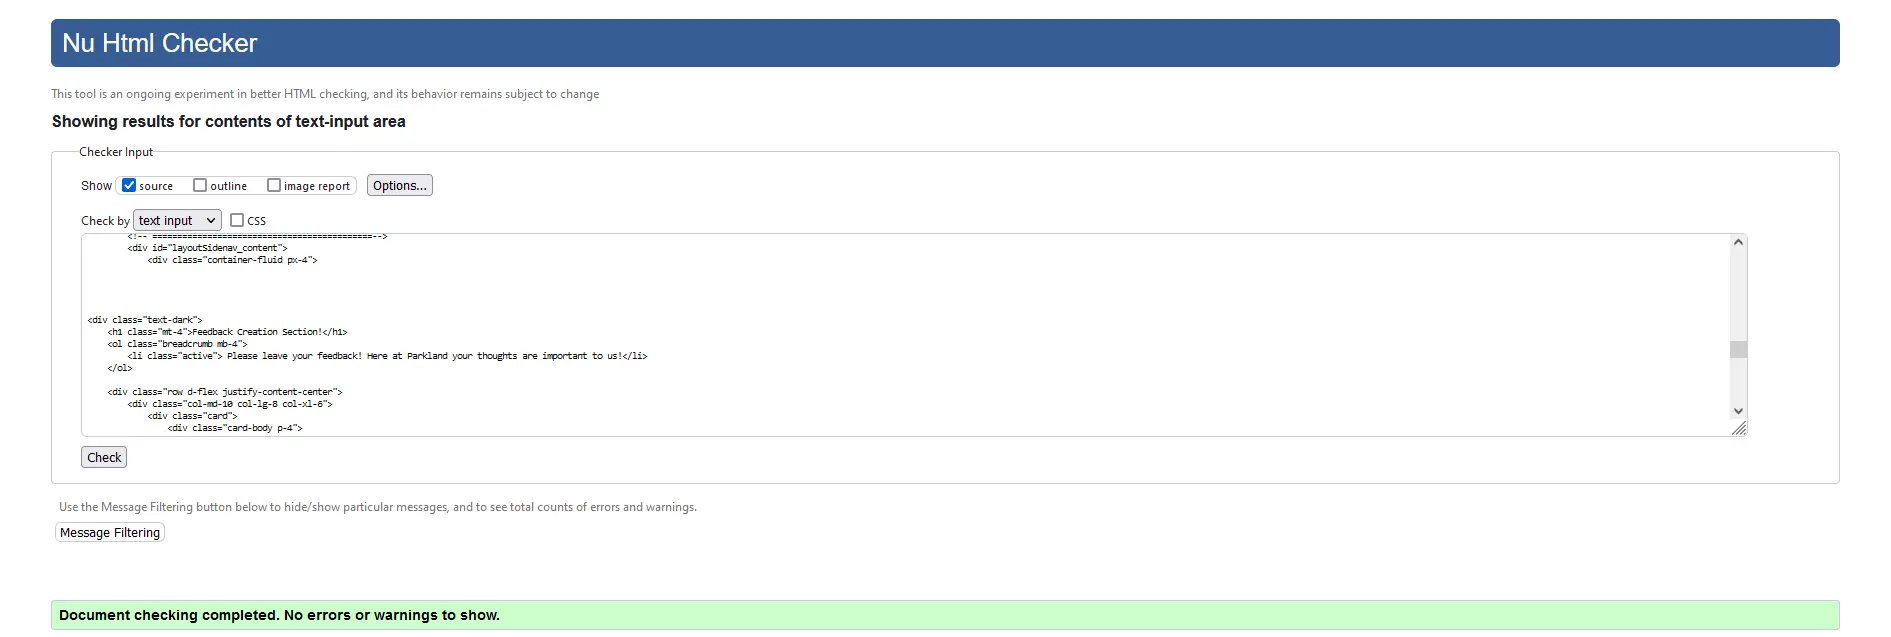 Nu Html Checker
This tool is an ongoing experiment in better HTML checking, and its behavior remains subject to change
Showing results for contents of text-input area
Checker Input
Show source outline image report Options...
Check by text input CSS
<!-- ============================================-->
<div id="layoutSidenav_content">
<div class="container-fluid px-4">
<div class="text-dark">
<h1 class="mt-4">Feedback Creation Section!</h1>
<ol class="breadcrumb mb-4">
<li class="active"> Please leave your feedback! Here at Parkland your thoughts are important to us!</li>
</ol>
<div class="row d-flex justify-content-center">
<div class="col-md-10 col-lg-8 col-xl-6">
<div class="card">
<div class="card-body p-4">
Check
Use the Message Filtering button below to hide/show particular messages, and to see total counts of errors and warnings.
Message Filtering
Document checking completed. No errors or warnings to show.